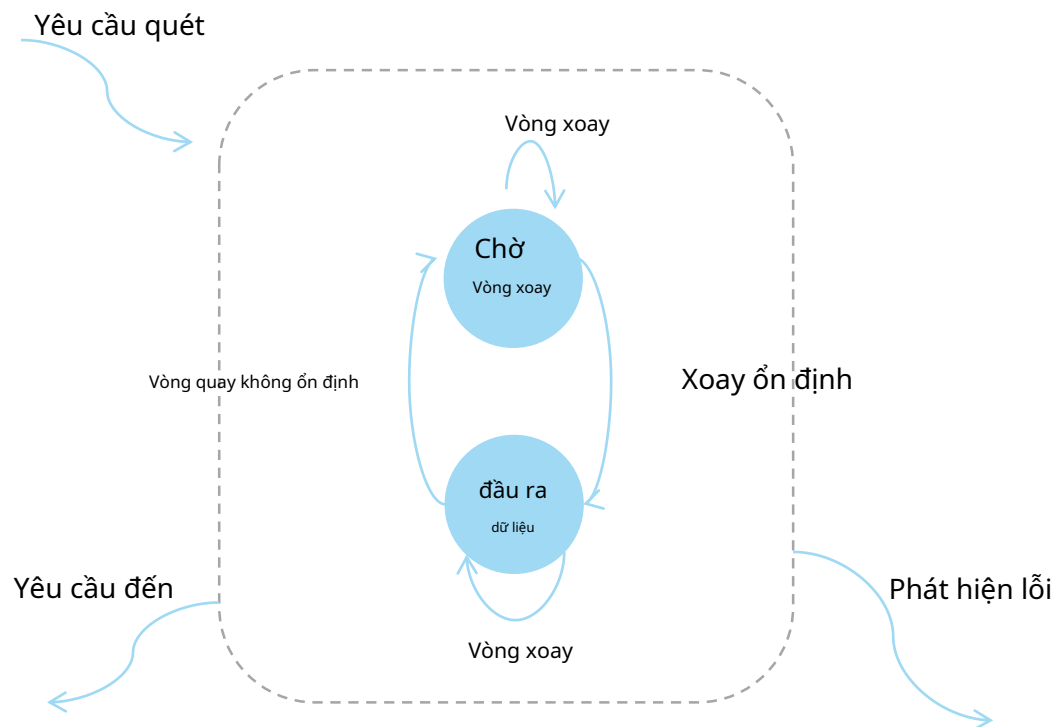 Yêu cầu quét
Vòng xoay
Chờ
Vòng xoay
Vòng quay không ổn định
Xoay ổn định
đầu ra
dữ liệu
Yêu cầu đến
Phát hiện lỗi
Vòng xoay